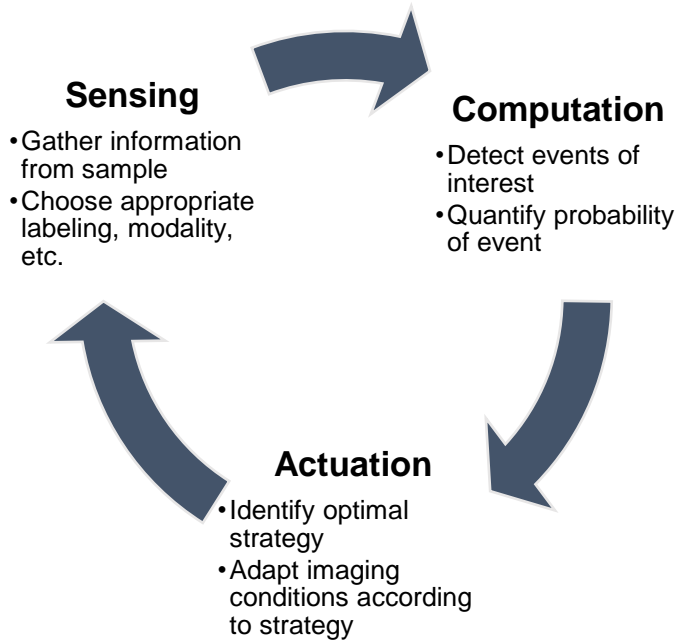 Sensing
•Gather information
from sample
•Choose appropriate
labeling, modality,
etc.
Computation
•Detect events of
interest
•Quantify probability
of event
Actuation
•Identify optimal
strategy
•Adapt imaging
conditions according
to strategy